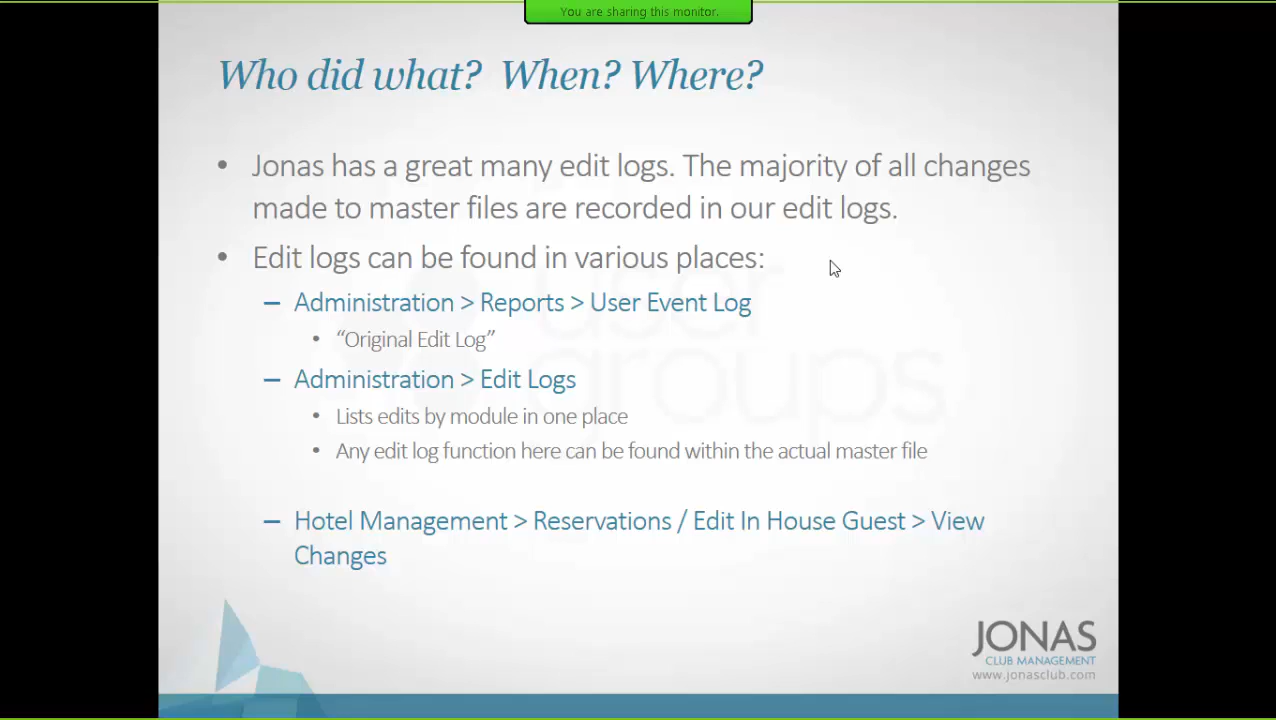 You are sharing this monitor.
Who did what? When? Where?
• Jonas has a great many edit logs. The majority of all changes
made to master files are recorded in our edit logs.
• Edit logs can be found in various places:
– Administration > Reports > User Event Log
• “Original Edit Log”
– Administration > Edit Logs
• Lists edits by module in one place
• Any edit log function here can be found within the actual master file
– Hotel Management > Reservations / Edit In House Guest > View
Changes
user
groups
JONAS
CLUB MANAGEMENT
www.jonasclub.com